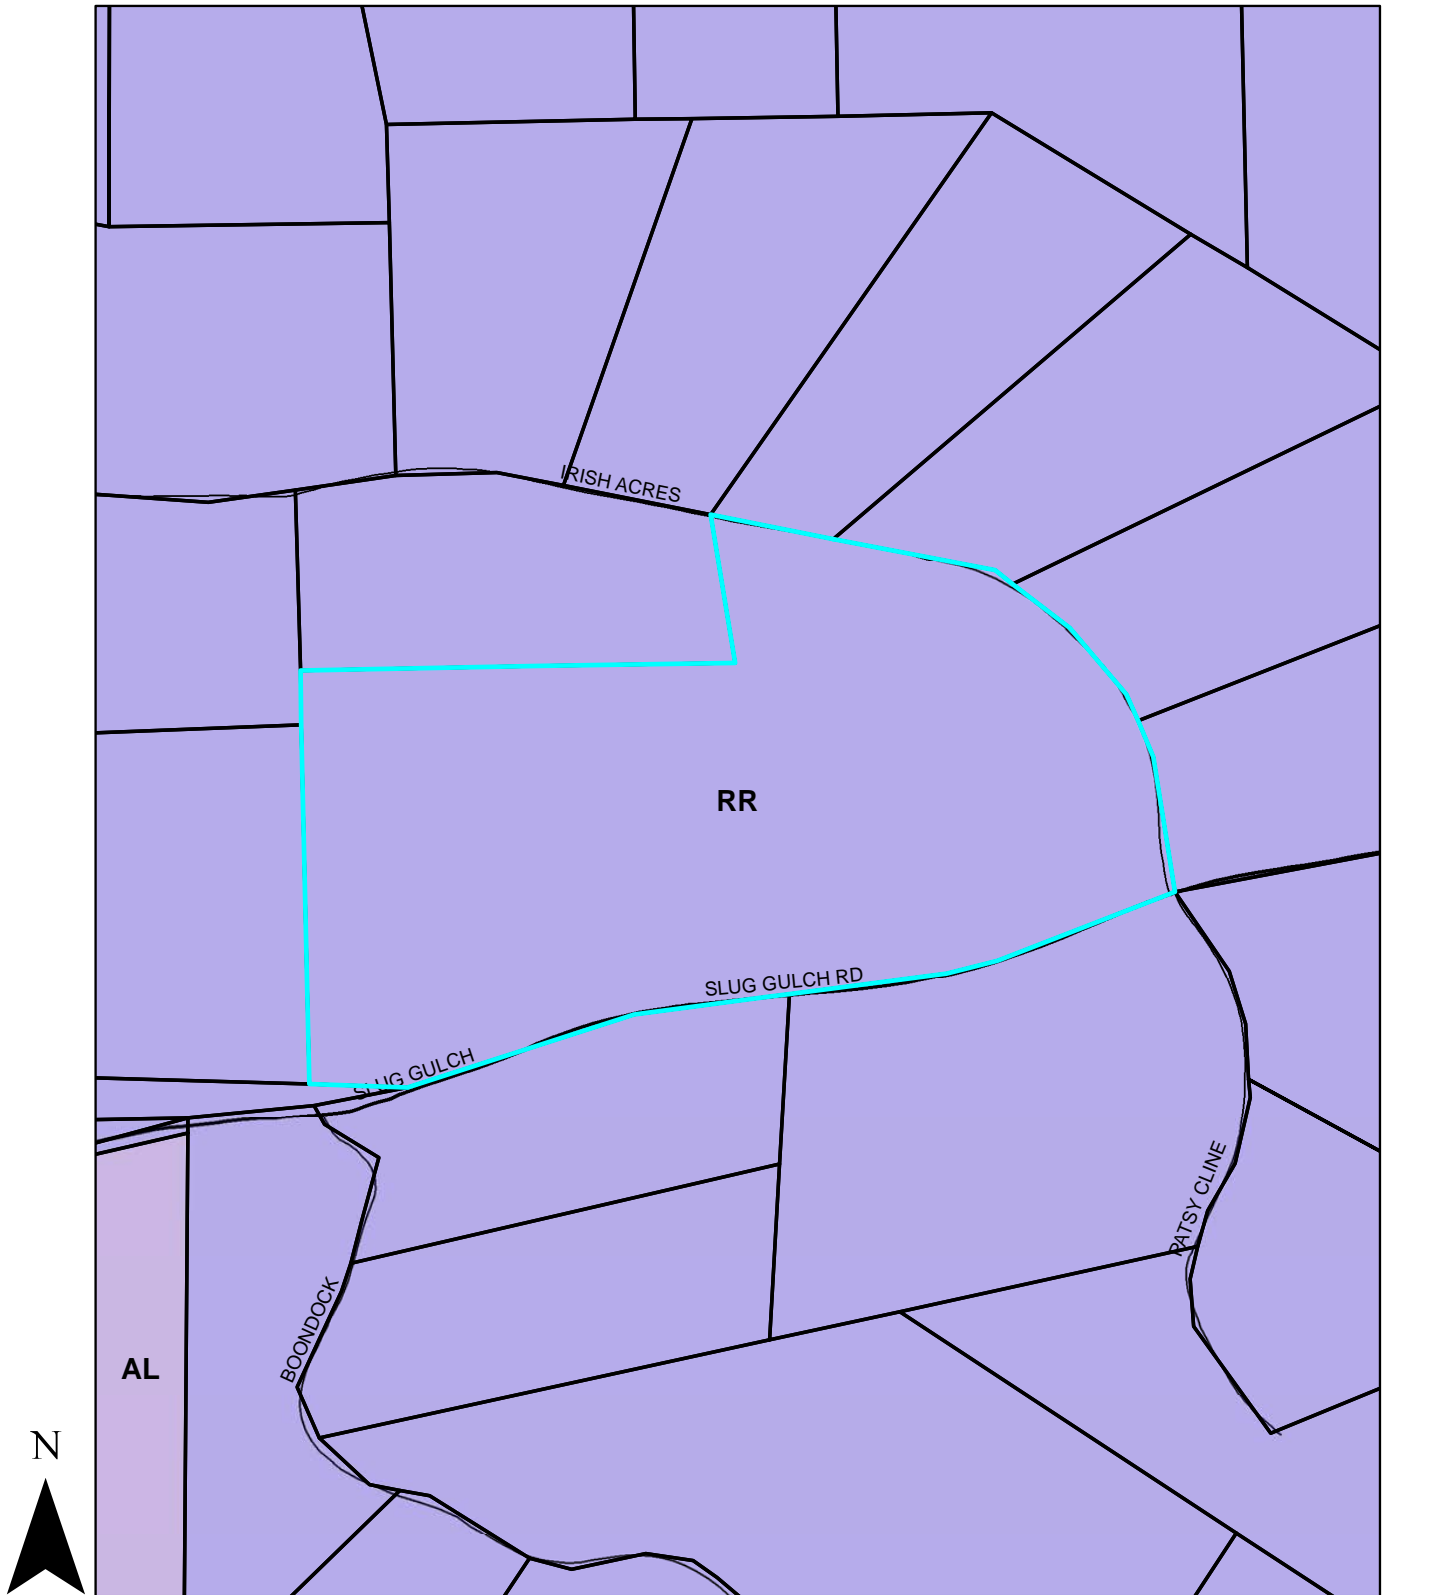 IRISH ACRES
RR
SLUG GULCH RD
SLUG GULCH
PATSY CLINE
BOONDOCK
AL
N